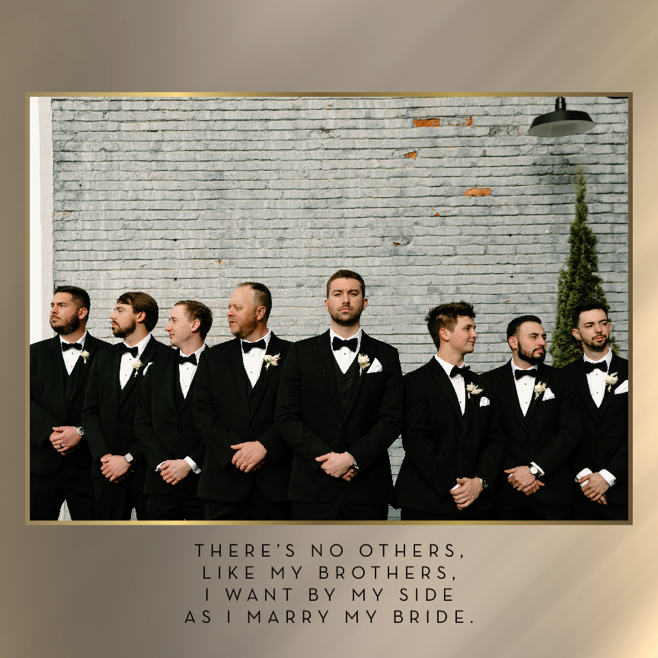 THERE'S NO OTHERS,
LIKE MY BROTHERS,
I WANT BY MY SIDE
AS I MARRY MY BRIDE.